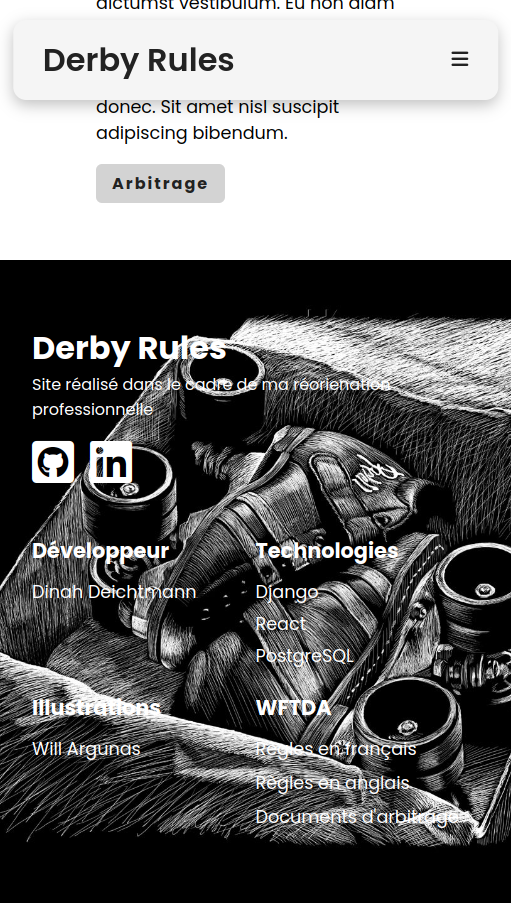 dictumst vestibulum. Eu non diam
Derby Rules
donec. Sit amet nisl suscipit
adipiscing bibendum.
Arbitrage
Derby Rules
Site réalisé dans le cadre de ma réorienation
professionnelle
in
Développeur
Technologies
Dinah Deichtmann
Django
React
PostgreSQL
Illustrations
WFTDA
Will Argunas
Règles en français
Règles en anglais
Documents d'arbitrage